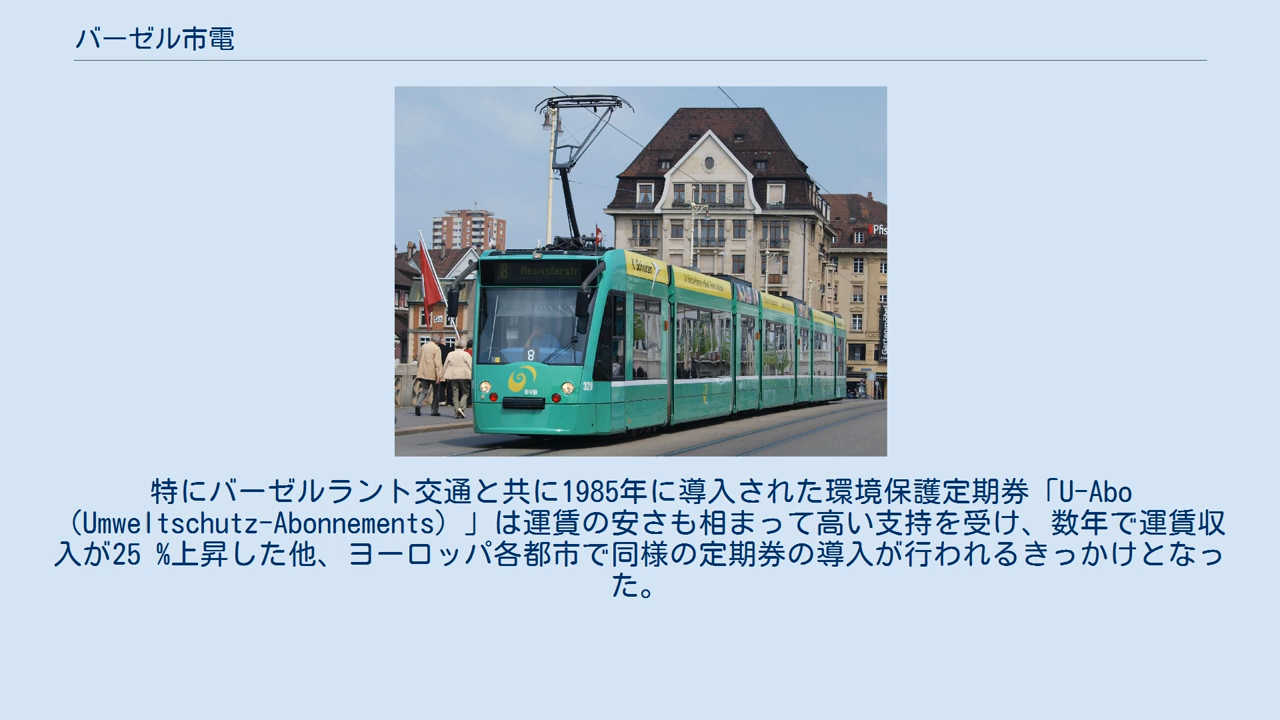 バーゼル市電
8
8
BVB
Pfis
特にバーゼルラント交通と共に1985年に導入された環境保護定期券「U-Abo
（Umweltschutz-Abonnements）」は運賃の安さも相まって高い支持を受け、数年で運賃収
入が25 %上昇した他、ヨーロッパ各都市で同様の定期券の導入が行われるきっかけとなっ
た。